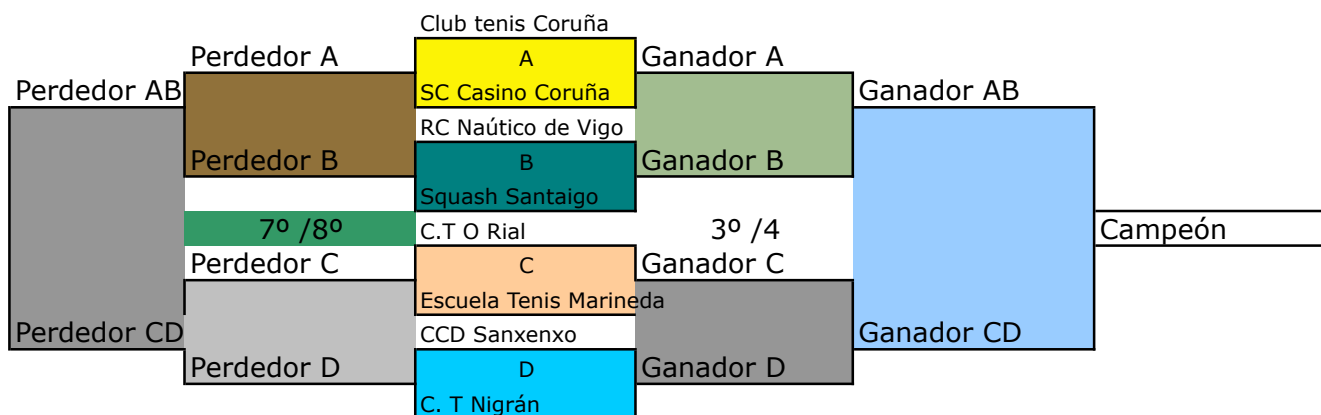 Club tenis Coruña
Perdedor A
A
Ganador A
Perdedor AB
SC Casino Coruña
Ganador AB
RC Naútico de Vigo
Perdedor B
B
Ganador B
Squash Santaigo
7º /8º
C.T O Rial
3º /4
Campeón
Perdedor C
C
Ganador C
Escuela Tenis Marineda
Perdedor CD
CCD Sanxenxo
Ganador CD
Perdedor D
D
Ganador D
C. T Nigrán